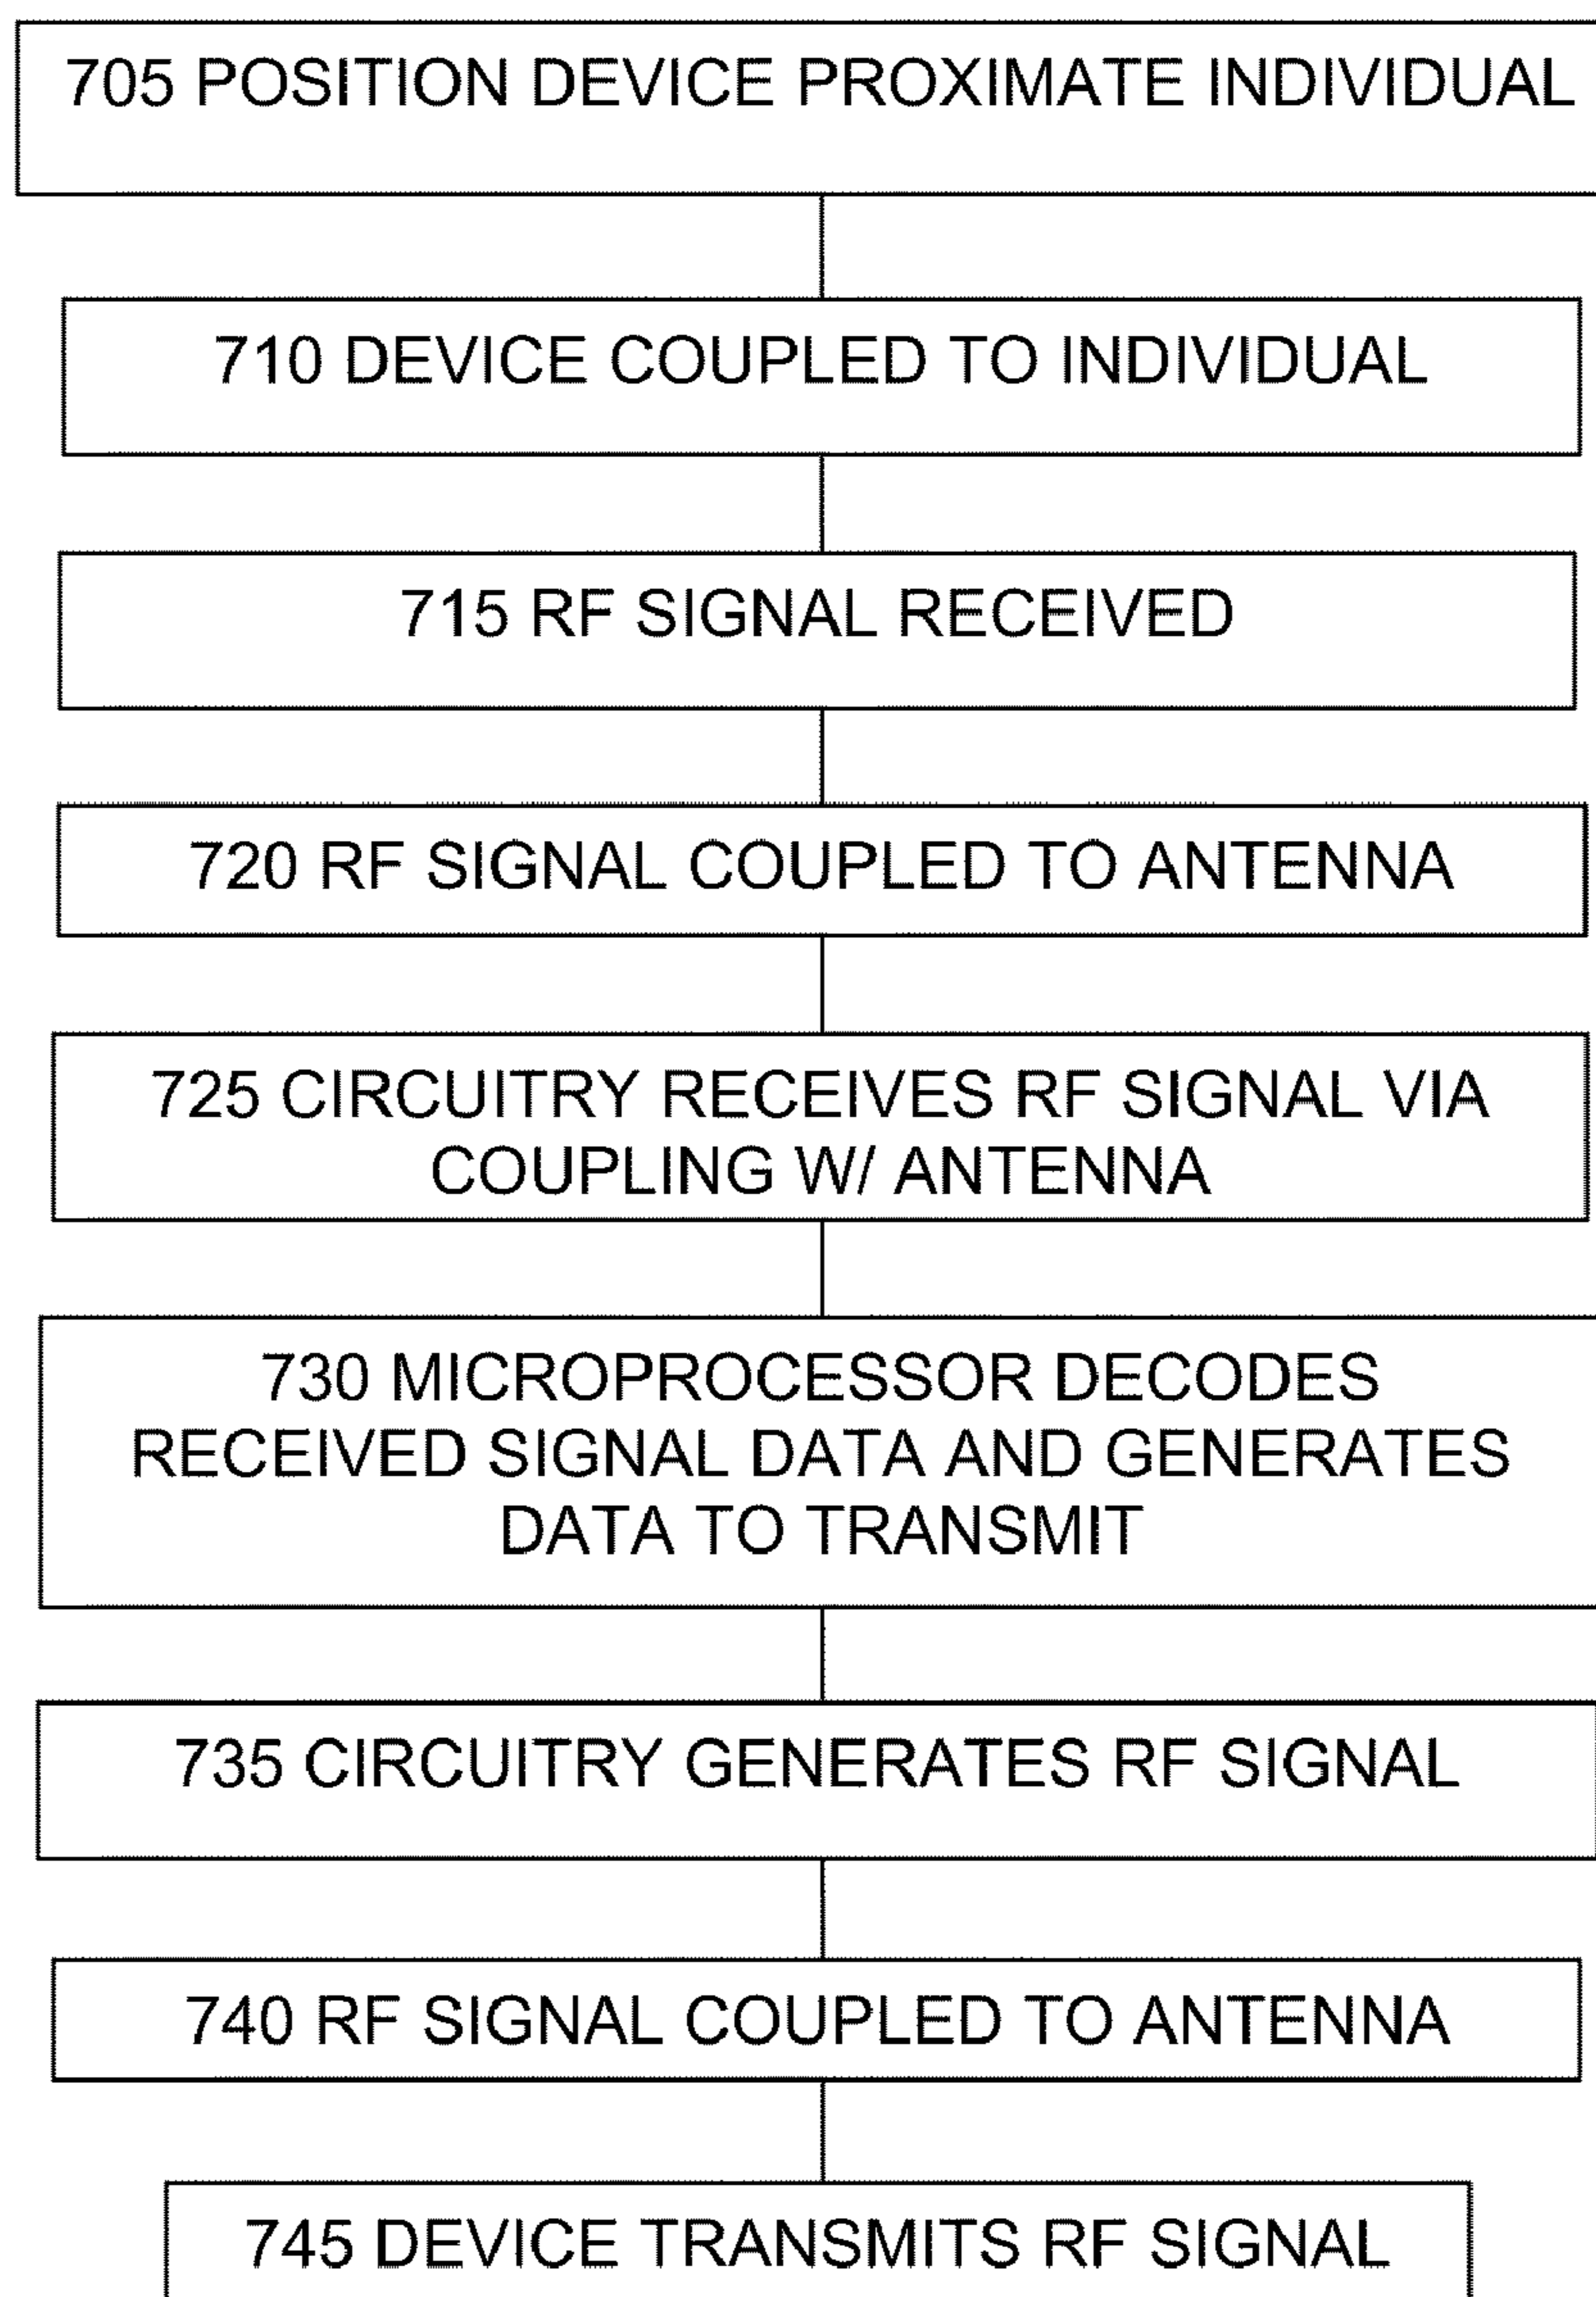 705 POSITION DEVICE PROXIMATE INDIVIDUAL
710 DEVICE COUPLED TO INDIVIDUAL
715 RF SIGNAL RECEIVED
720 RF SIGNAL COUPLED TO ANTENNA
725 CIRCUITRY RECEIVES RF SIGNAL VIA
COUPLING W/ ANTENNA
730 MICROPROCESSOR DECODES
RECEIVED SIGNAL DATA AND GENERATES
DATA TO TRANSMIT
735 CIRCUITRY GENERATES RF SIGNAL
740 RF SIGNAL COUPLED TO ANTENNA
745 DEVICE TRANSMITS RF SIGNAL